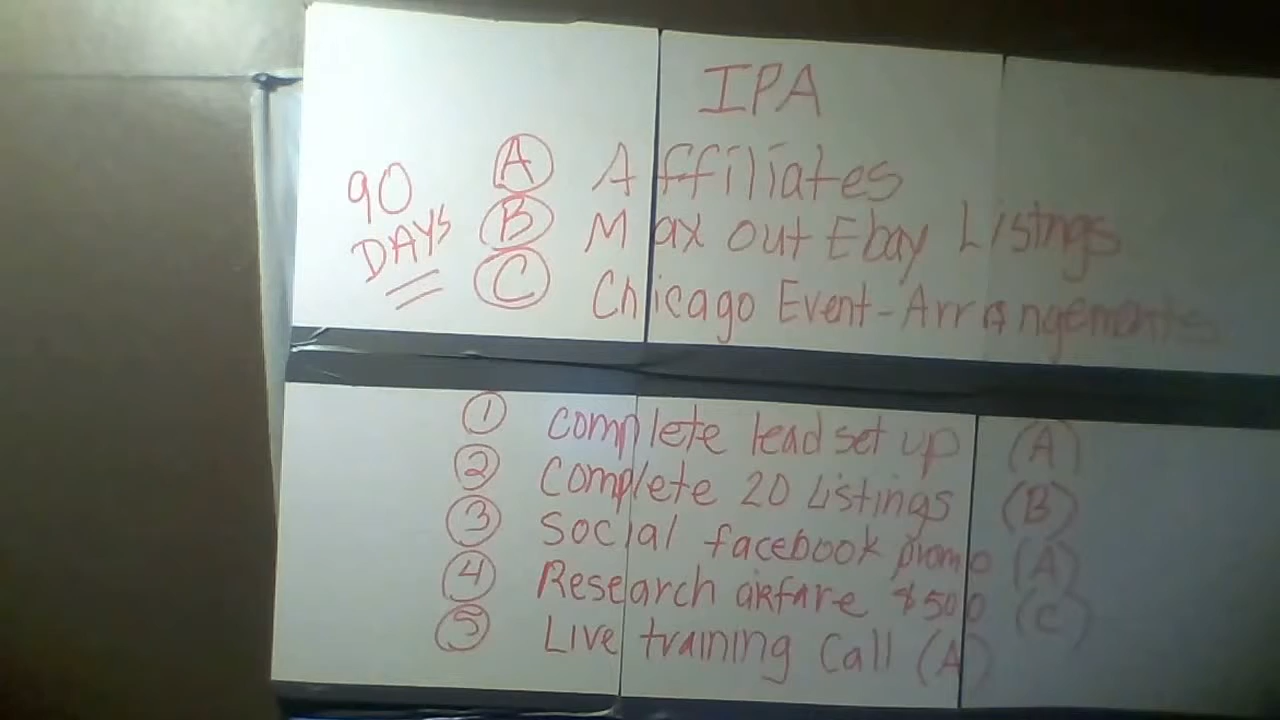 IPA
90 DAYS
A Affiliates
B Max out Ebay Listings
C Chicago Event-Arrangements
1 Complete lead set up (A)
2 Complete 20 Listings (B)
3 Social facebook promo (A)
4 Research airfare $500 (C)
5 Live training Call (A)